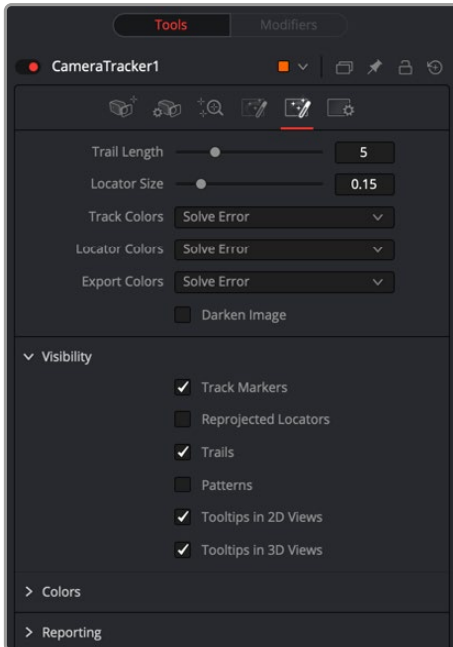 Tools Modifiers
CameraTracker1
Trail Length 5
Locator Size 0.15
Track Colors Solve Error
Locator Colors Solve Error
Export Colors Solve Error
Darken Image
Visibility
Track Markers
Reprojected Locators
Trails
Patterns
Tooltips in 2D Views
Tooltips in 3D Views
Colors
Reporting